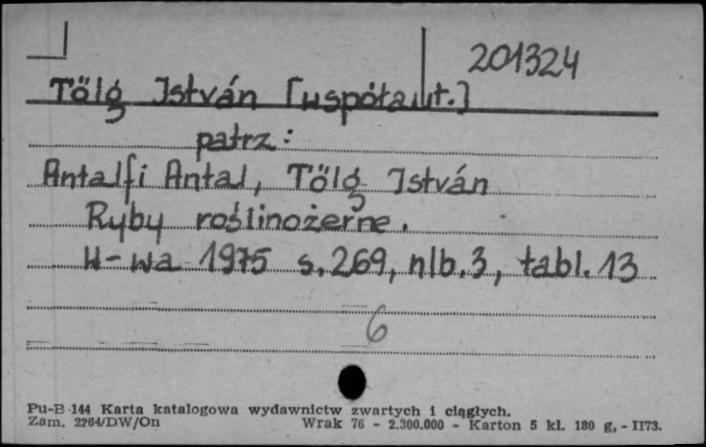 201324
Tölg István [współaut.]
patrz:
Antalfi Antal, Tölg István
Ryby roślinożerne.
W-wa 1975 s. 269, nlb. 3, tabl. 13
6
Pu-B-144 Karta katalogowa wydawnictw zwartych i ciągłych.
Zam. 2264/DW/On Wrak 76 - 2.300.000 - Karton 5 kl. 180 g, - II73.